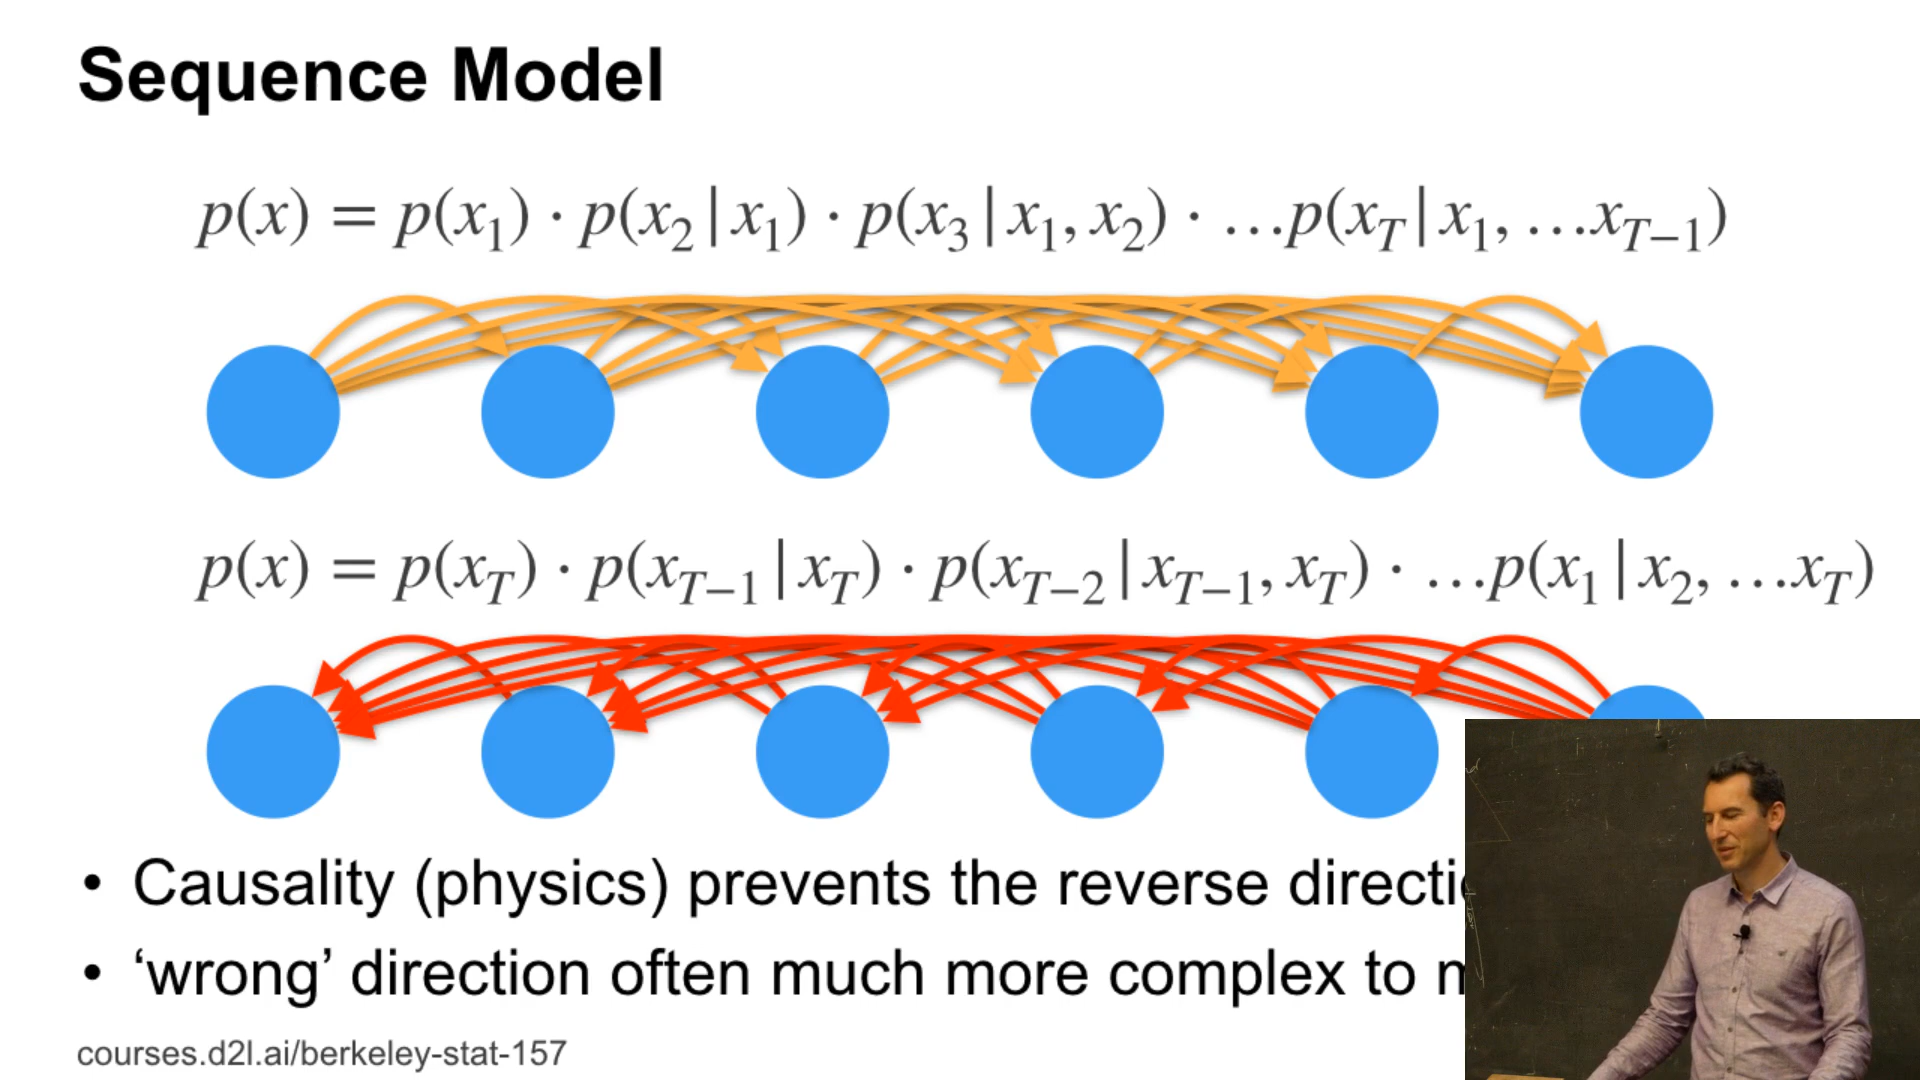 Sequence Model
p(x) = p(x₁) · p(x₂ | x₁) · p(x₃ | x₁, x₂) · …p(x_T | x₁, …x_{T−1})
p(x) = p(x_T) · p(x_{T−1} | x_T) · p(x_{T−2} | x_{T−1}, x_T) · …p(x₁ | x₂, …x_T)
• Causality (physics) prevents the reverse
• ‘wrong’ direction often much more complex to
courses.d2l.ai/berkeley-stat-157